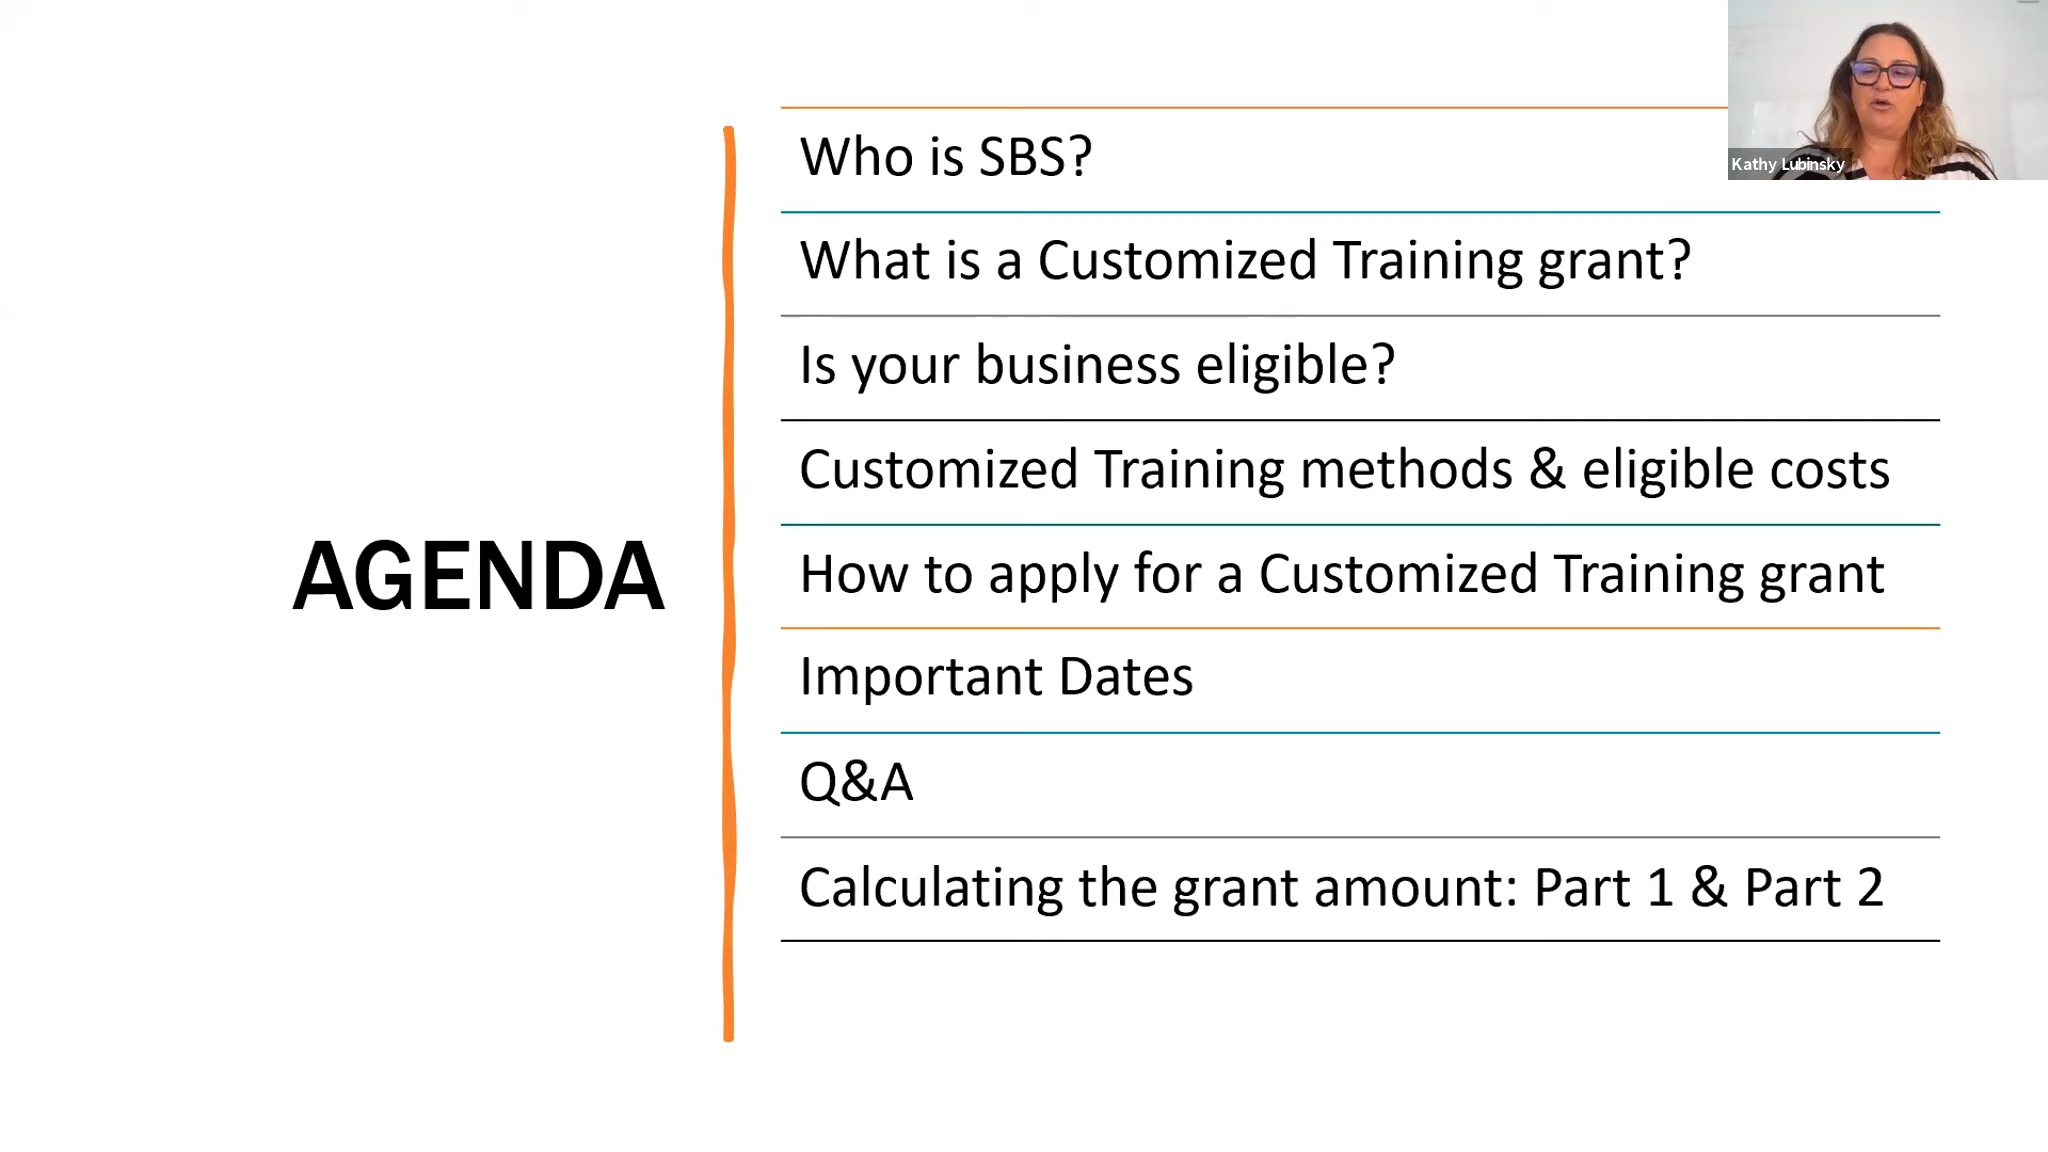 AGENDA
Who is SBS?
What is a Customized Training grant?
Is your business eligible?
Customized Training methods & eligible costs
How to apply for a Customized Training grant
Important Dates
Q&A
Calculating the grant amount: Part 1 & Part 2
Kathy Lubinsky